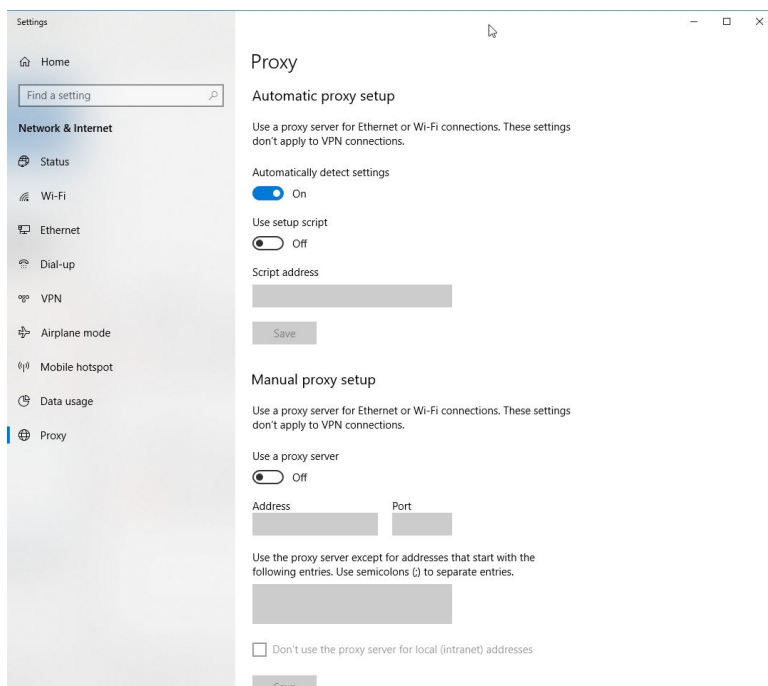 Settings
Home
Find a setting
Network & Internet
Status
Wi-Fi
Ethernet
Dial-up
VPN
Airplane mode
Mobile hotspot
Data usage
Proxy
Proxy
Automatic proxy setup
Use a proxy server for Ethernet or Wi-Fi connections. These settings
don't apply to VPN connections.
Automatically detect settings
On
Use setup script
Off
Script address
Save
Manual proxy setup
Use a proxy server for Ethernet or Wi-Fi connections. These settings
don't apply to VPN connections.
Use a proxy server
Off
Address Port
Use the proxy server except for addresses that start with the
following entries. Use semicolons (;) to separate entries.
Don't use the proxy server for local (intranet) addresses
Save